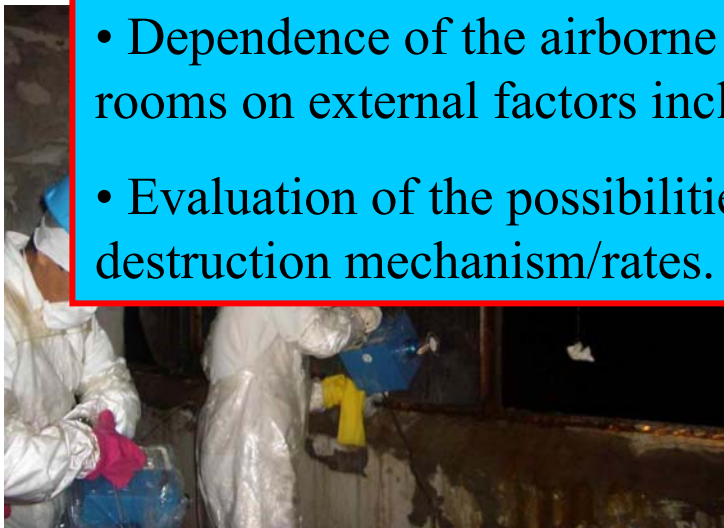 • Dependence of the airborne
rooms on external factors incl
• Evaluation of the possibilitie
destruction mechanism/rates.